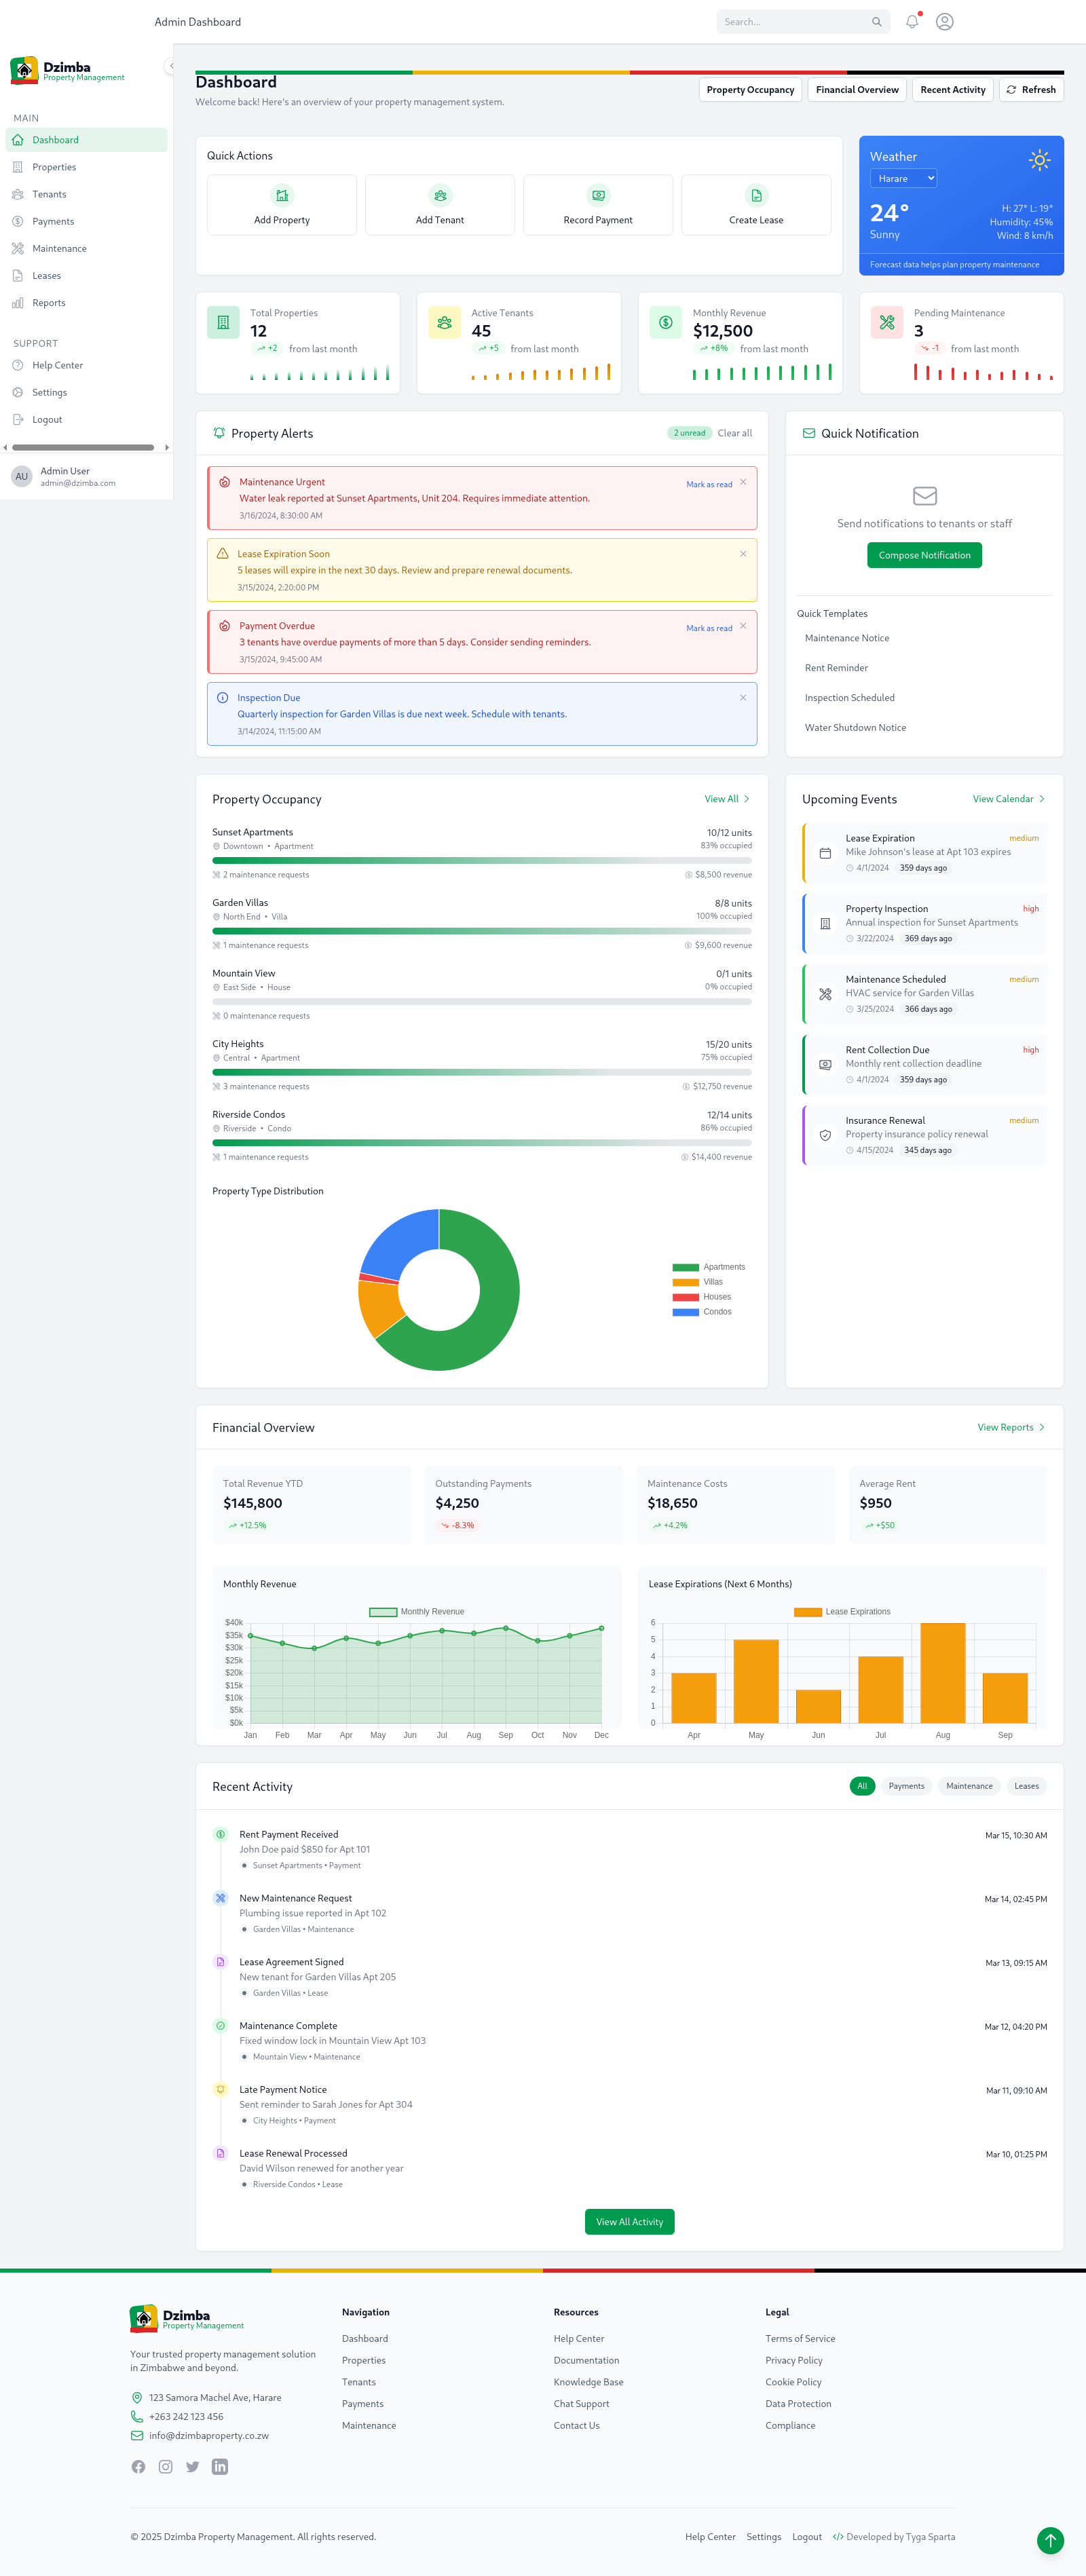 Admin Dashboard
Search...
Dzimba
Property Management
MAIN
Dashboard
Properties
Tenants
Payments
Maintenance
Leases
Reports
SUPPORT
Help Center
Settings
Logout
AU
Admin User
admin@dzimba.com
Dashboard
Welcome back! Here's an overview of your property management system.
Property Occupancy
Financial Overview
Recent Activity
Refresh
Quick Actions
Add Property
Add Tenant
Record Payment
Create Lease
Weather
Harare
24°
Sunny
H: 27° L: 19°
Humidity: 45%
Wind: 8 km/h
Forecast data helps plan property maintenance
Total Properties
12
+2 from last month
Active Tenants
45
+5 from last month
Monthly Revenue
$12,500
+8% from last month
Pending Maintenance
3
-1 from last month
Property Alerts
2 unread
Clear all
Maintenance Urgent
Water leak reported at Sunset Apartments, Unit 204. Requires immediate attention.
3/16/2024, 8:30:00 AM
Mark as read
Lease Expiration Soon
5 leases will expire in the next 30 days. Review and prepare renewal documents.
3/15/2024, 2:20:00 PM
Payment Overdue
3 tenants have overdue payments of more than 5 days. Consider sending reminders.
3/15/2024, 9:45:00 AM
Mark as read
Inspection Due
Quarterly inspection for Garden Villas is due next week. Schedule with tenants.
3/14/2024, 11:15:00 AM
Quick Notification
Send notifications to tenants or staff
Compose Notification
Quick Templates
Maintenance Notice
Rent Reminder
Inspection Scheduled
Water Shutdown Notice
Property Occupancy
View All
Sunset Apartments
10/12 units
Downtown • Apartment
83% occupied
2 maintenance requests
$8,500 revenue
Garden Villas
8/8 units
North End • Villa
100% occupied
1 maintenance requests
$9,600 revenue
Mountain View
0/1 units
East Side • House
0% occupied
0 maintenance requests
City Heights
15/20 units
Central • Apartment
75% occupied
3 maintenance requests
$12,750 revenue
Riverside Condos
12/14 units
Riverside • Condo
86% occupied
1 maintenance requests
$14,400 revenue
Property Type Distribution
Apartments
Villas
Houses
Condos
Upcoming Events
View Calendar
Lease Expiration
medium
Mike Johnson's lease at Apt 103 expires
4/1/2024 359 days ago
Property Inspection
high
Annual inspection for Sunset Apartments
3/22/2024 369 days ago
Maintenance Scheduled
medium
HVAC service for Garden Villas
3/25/2024 366 days ago
Rent Collection Due
high
Monthly rent collection deadline
4/1/2024 359 days ago
Insurance Renewal
medium
Property insurance policy renewal
4/15/2024 345 days ago
Financial Overview
View Reports
Total Revenue YTD
$145,800
+12.5%
Outstanding Payments
$4,250
-8.3%
Maintenance Costs
$18,650
+4.2%
Average Rent
$950
+$50
Monthly Revenue
Monthly Revenue
$40k
$35k
$30k
$25k
$20k
$15k
$10k
$5k
$0k
Jan Feb Mar Apr May Jun Jul Aug Sep Oct Nov Dec
Lease Expirations (Next 6 Months)
Lease Expirations
6
5
4
3
2
1
0
Apr May Jun Jul Aug Sep
Recent Activity
All
Payments
Maintenance
Leases
Rent Payment Received
Mar 15, 10:30 AM
John Doe paid $850 for Apt 101
Sunset Apartments • Payment
New Maintenance Request
Mar 14, 02:45 PM
Plumbing issue reported in Apt 102
Garden Villas • Maintenance
Lease Agreement Signed
Mar 13, 09:15 AM
New tenant for Garden Villas Apt 205
Garden Villas • Lease
Maintenance Complete
Mar 12, 04:20 PM
Fixed window lock in Mountain View Apt 103
Mountain View • Maintenance
Late Payment Notice
Mar 11, 09:10 AM
Sent reminder to Sarah Jones for Apt 304
City Heights • Payment
Lease Renewal Processed
Mar 10, 01:25 PM
David Wilson renewed for another year
Riverside Condos • Lease
View All Activity
Dzimba
Property Management
Your trusted property management solution
in Zimbabwe and beyond.
123 Samora Machel Ave, Harare
+263 242 123 456
info@dzimbaproperty.co.zw
Navigation
Dashboard
Properties
Tenants
Payments
Maintenance
Resources
Help Center
Documentation
Knowledge Base
Chat Support
Contact Us
Legal
Terms of Service
Privacy Policy
Cookie Policy
Data Protection
Compliance
© 2025 Dzimba Property Management. All rights reserved.
Help Center
Settings
Logout
Developed by Tyga Sparta